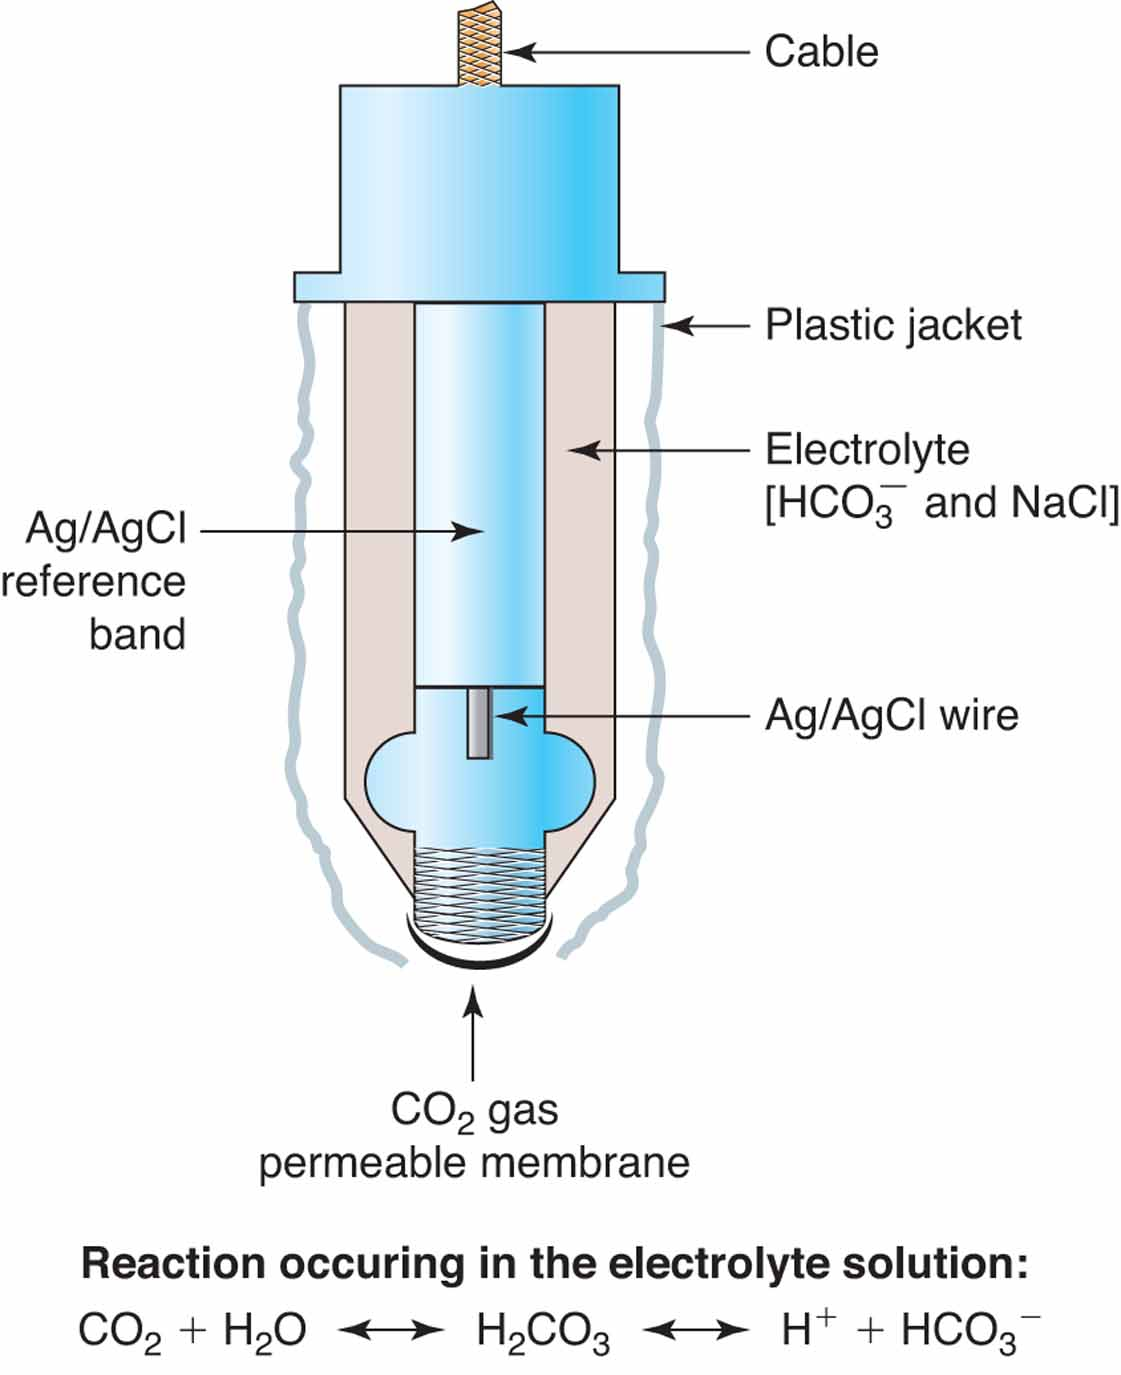 Cable
Plastic jacket
Electrolyte
[HCO₃⁻ and NaCl]
Ag/AgCl
reference
band
Ag/AgCl wire
CO₂ gas
permeable membrane
Reaction occuring in the electrolyte solution:
CO₂ + H₂O ⟷ H₂CO₃ ⟷ H⁺ + HCO₃⁻